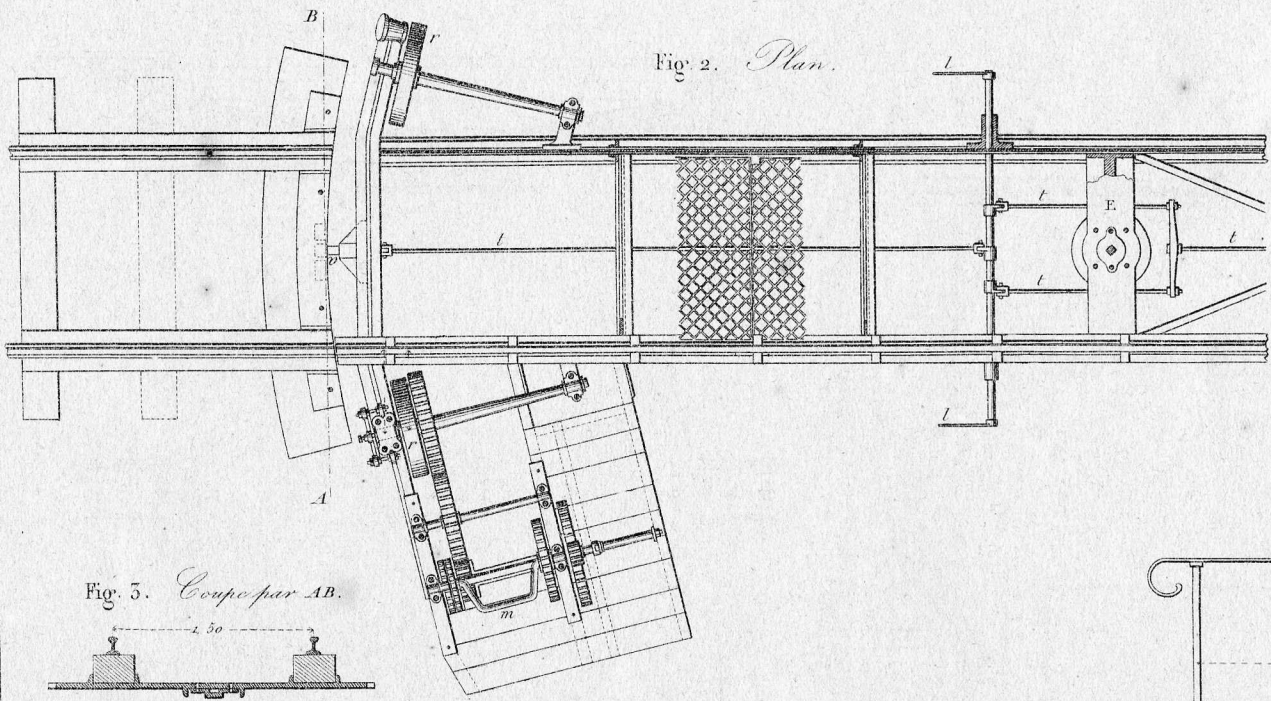 B
r
Fig. 2. Plan.
l
t
E
t
t
t
v
l
r
A
Fig. 3. Coupe par AB.
m
1,50